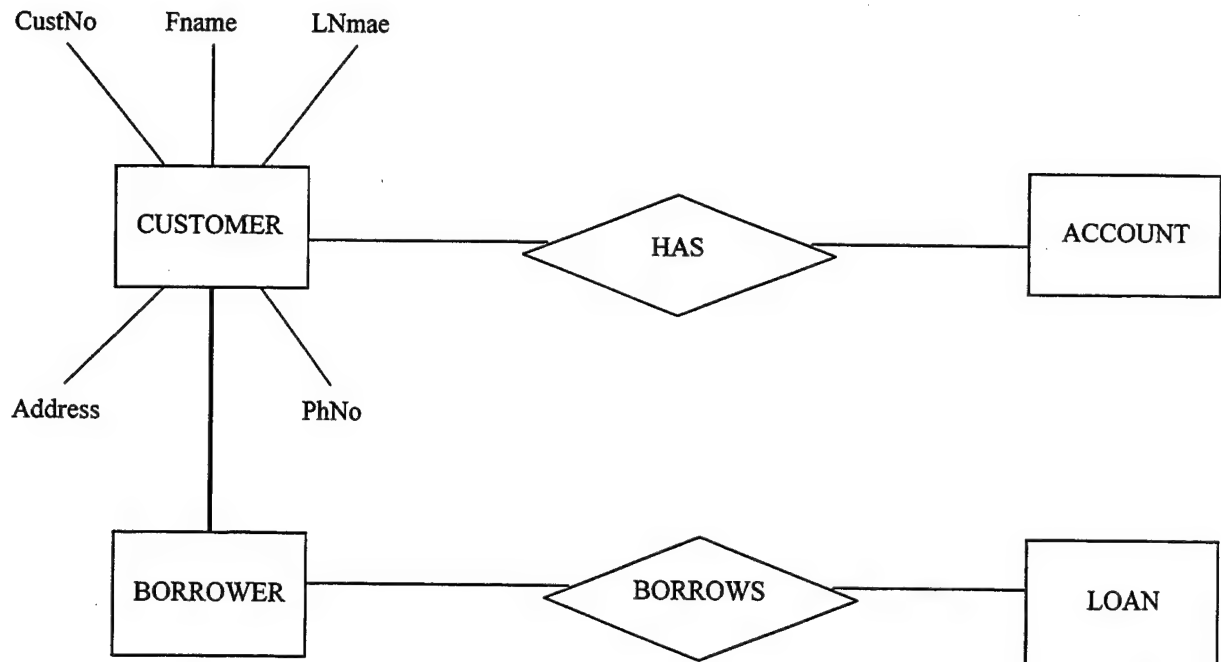 CustNo Fname LNmae
CUSTOMER HAS ACCOUNT
Address PhNo
BORROWER BORROWS LOAN